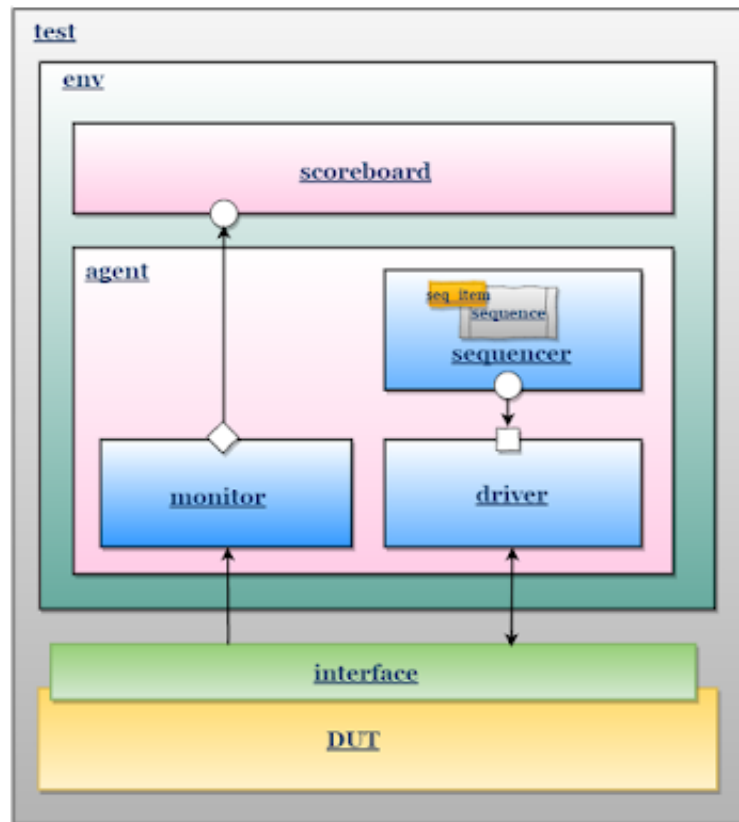 test
env
scoreboard
agent
seq_item
sequence
sequencer
monitor
driver
interface
DUT